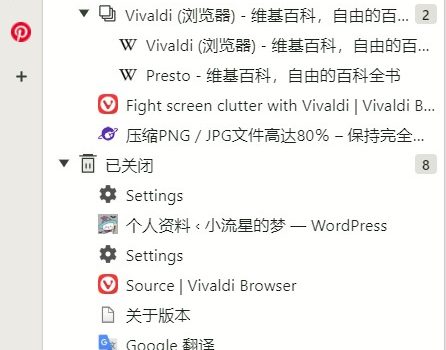 Vivaldi (浏览器) - 维基百科，自由的百... 2
Vivaldi (浏览器) - 维基百科，自由的百...
Presto - 维基百科，自由的百科全书
Fight screen clutter with Vivaldi | Vivaldi B...
压缩PNG / JPG文件高达80% – 保持完全...
已关闭 8
Settings
个人资料 ‹ 小流星的梦 — WordPress
Settings
Source | Vivaldi Browser
关于版本
Google 翻译